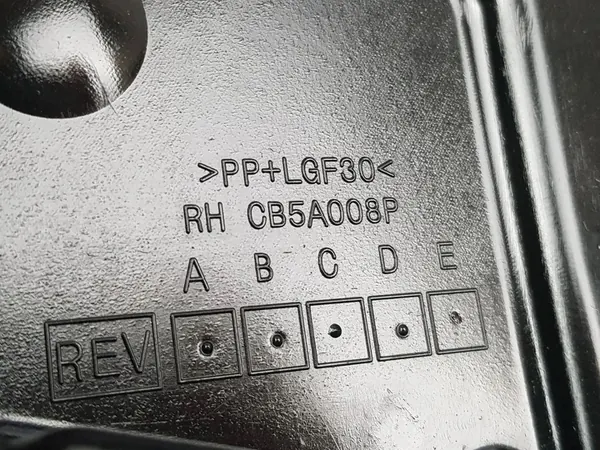 >PP+LGF30<
RH CB5A008P
A B C D E
REV